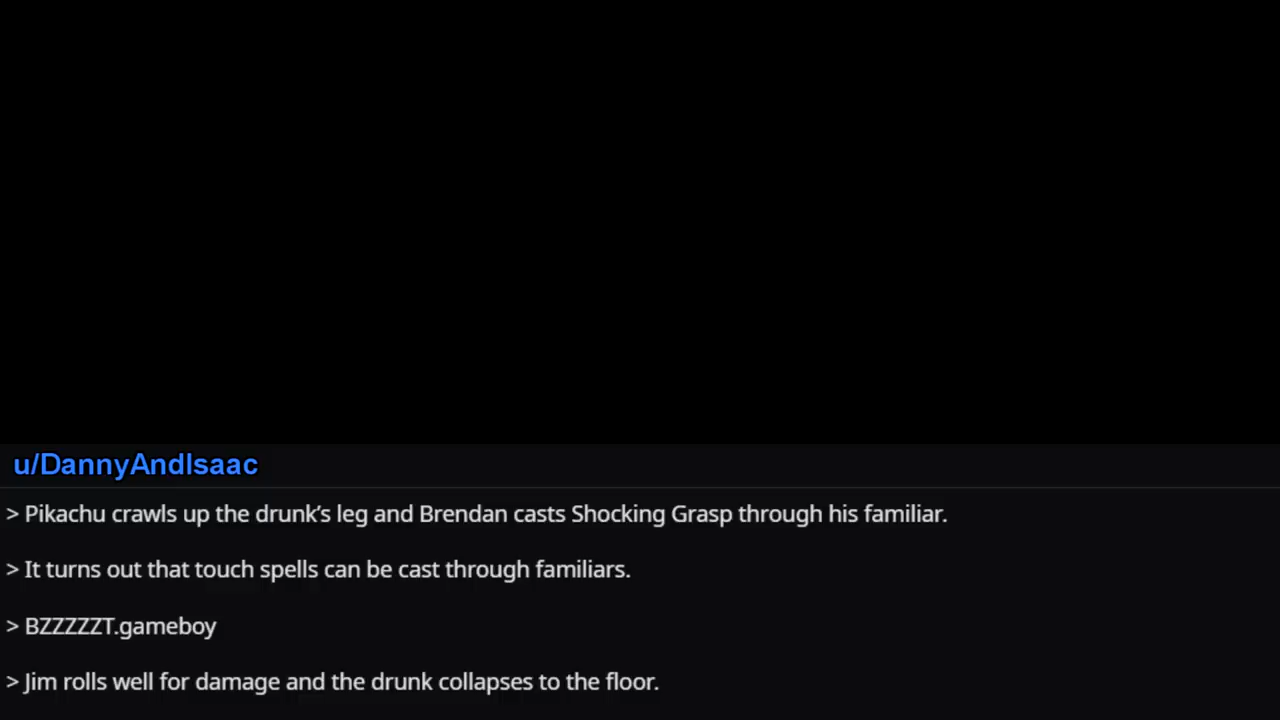 u/DannyAndIsaac
> Pikachu crawls up the drunk’s leg and Brendan casts Shocking Grasp through his familiar.
> It turns out that touch spells can be cast through familiars.
> BZZZZZT.gameboy
> Jim rolls well for damage and the drunk collapses to the floor.